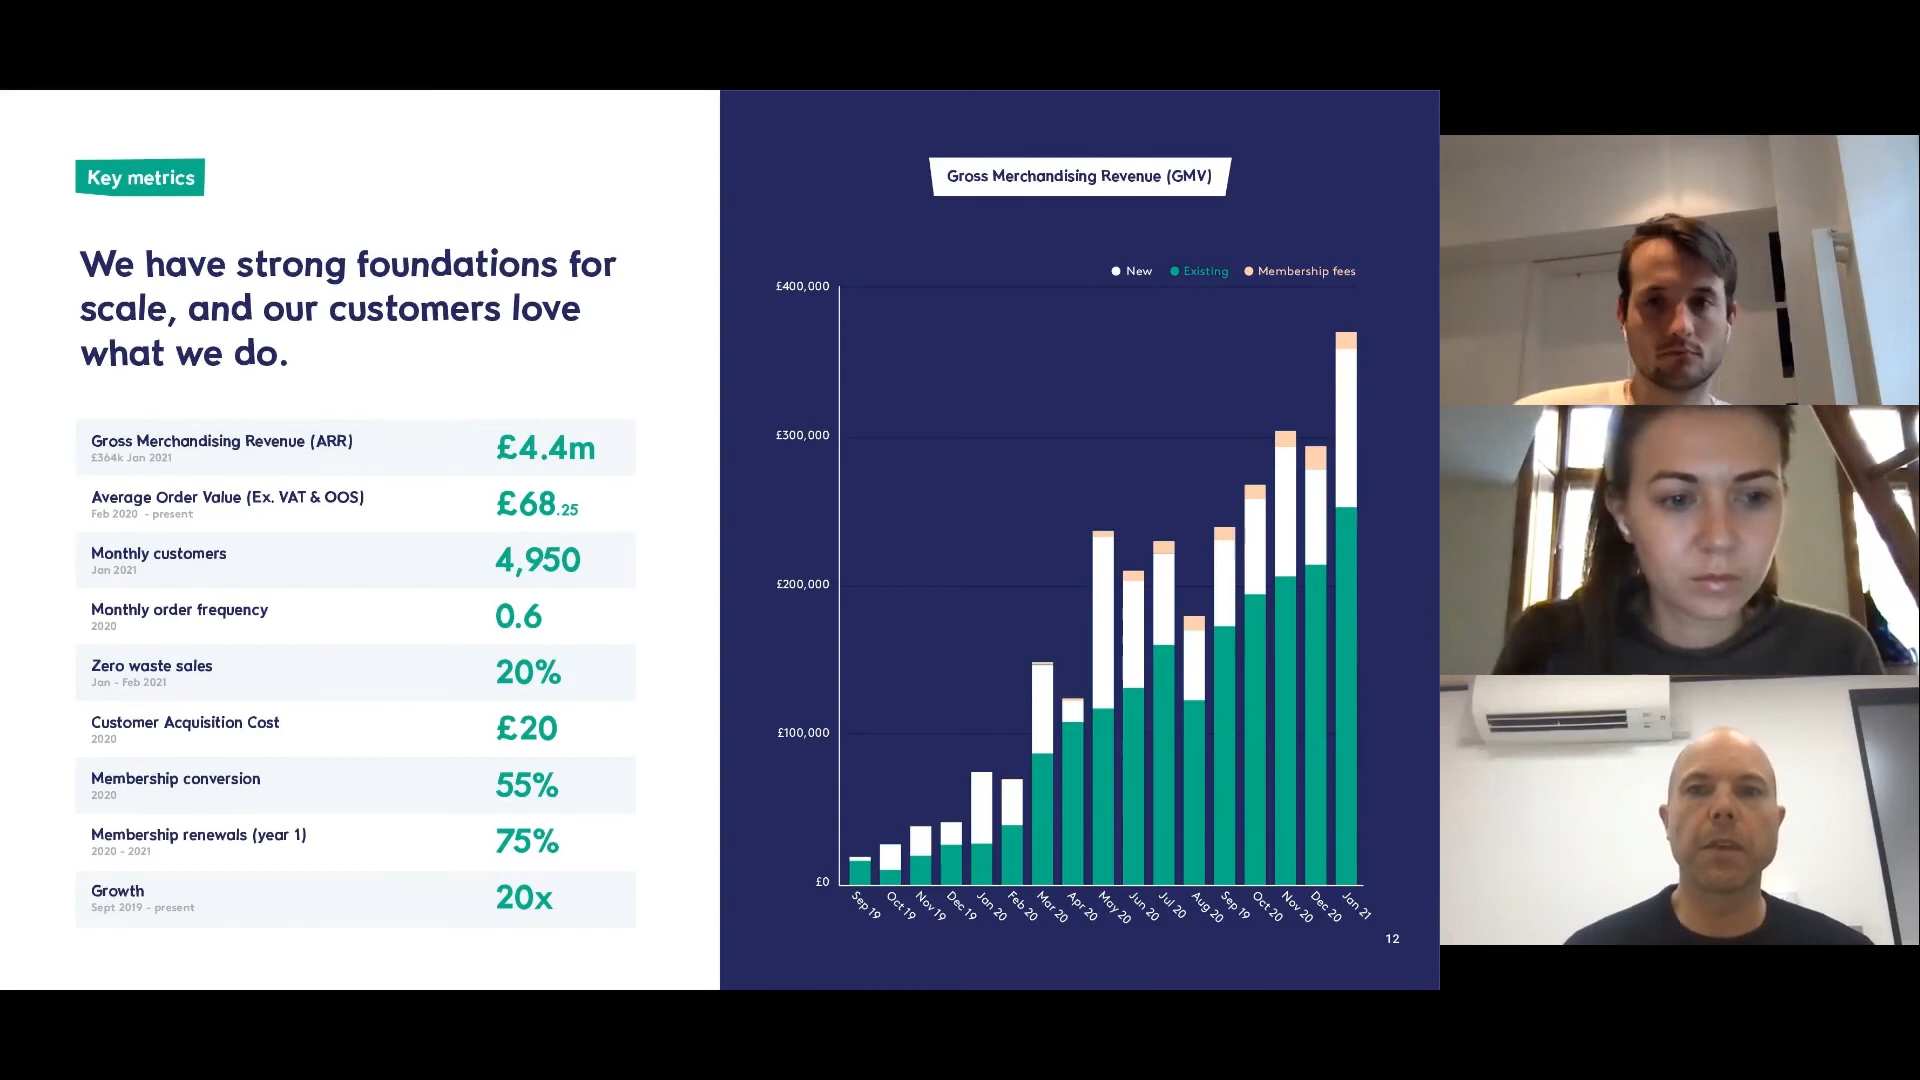 Key metrics
We have strong foundations for
scale, and our customers love
what we do.
Gross Merchandising Revenue (ARR)
£364k Jan 2021
£4.4m
Average Order Value (Ex. VAT & OOS)
Feb 2020 - present
£68.25
Monthly customers
Jan 2021
4,950
Monthly order frequency
2020
0.6
Zero waste sales
Jan - Feb 2021
20%
Customer Acquisition Cost
2020
£20
Membership conversion
2020
55%
Membership renewals (year 1)
2020 - 2021
75%
Growth
Sept 2019 - present
20x
Gross Merchandising Revenue (GMV)
New Existing Membership fees
£400,000
£300,000
£200,000
£100,000
£0
Sep 19 Oct 19 Nov 19 Dec 19 Jan 20 Feb 20 Mar 20 Apr 20 May 20 Jun 20 Jul 20 Aug 20 Sep 19 Oct 20 Nov 20 Dec 20 Jan 21
12